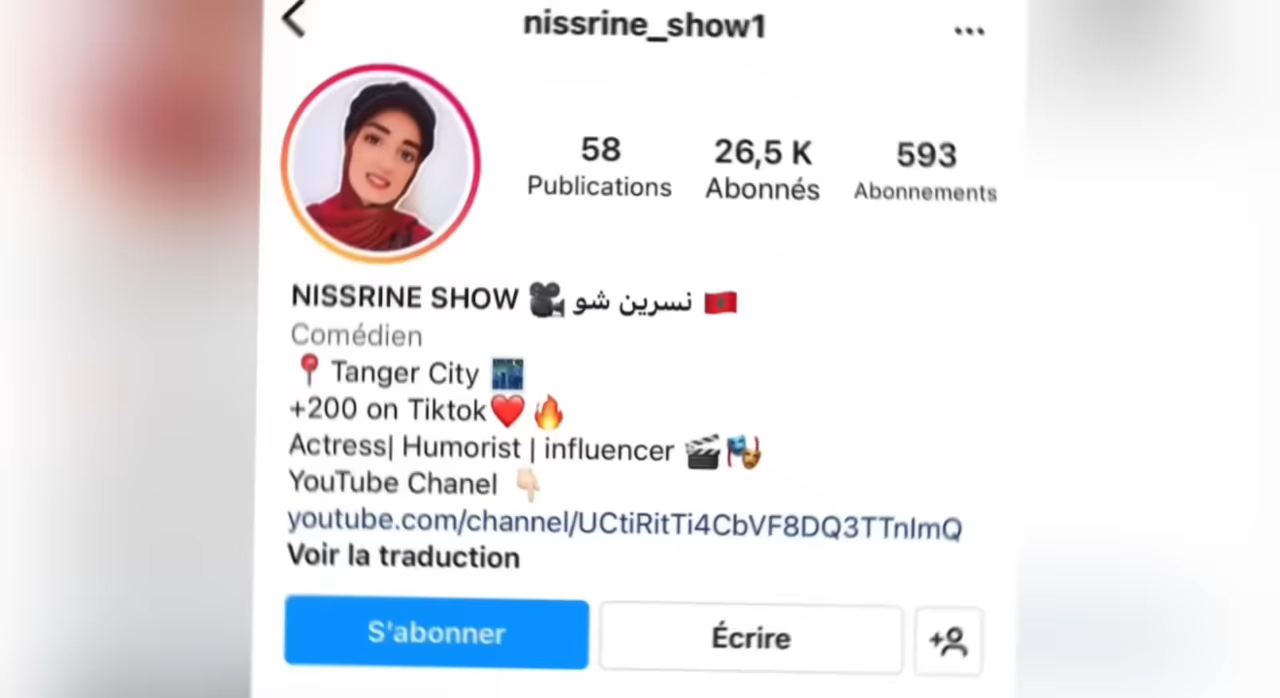 nissrine_show1
58
Publications
26,5 K
Abonnés
593
Abonnements
NISSRINE SHOW 🎥 نسرين شو 🇲🇦
Comédien
📍 Tanger City 🌃
+200 on Tiktok❤️🔥
Actress| Humorist | influencer 🎬🎭
YouTube Chanel 👇🏻
youtube.com/channel/UCtiRitTi4CbVF8DQ3TTnlmQ
Voir la traduction
S'abonner
Écrire